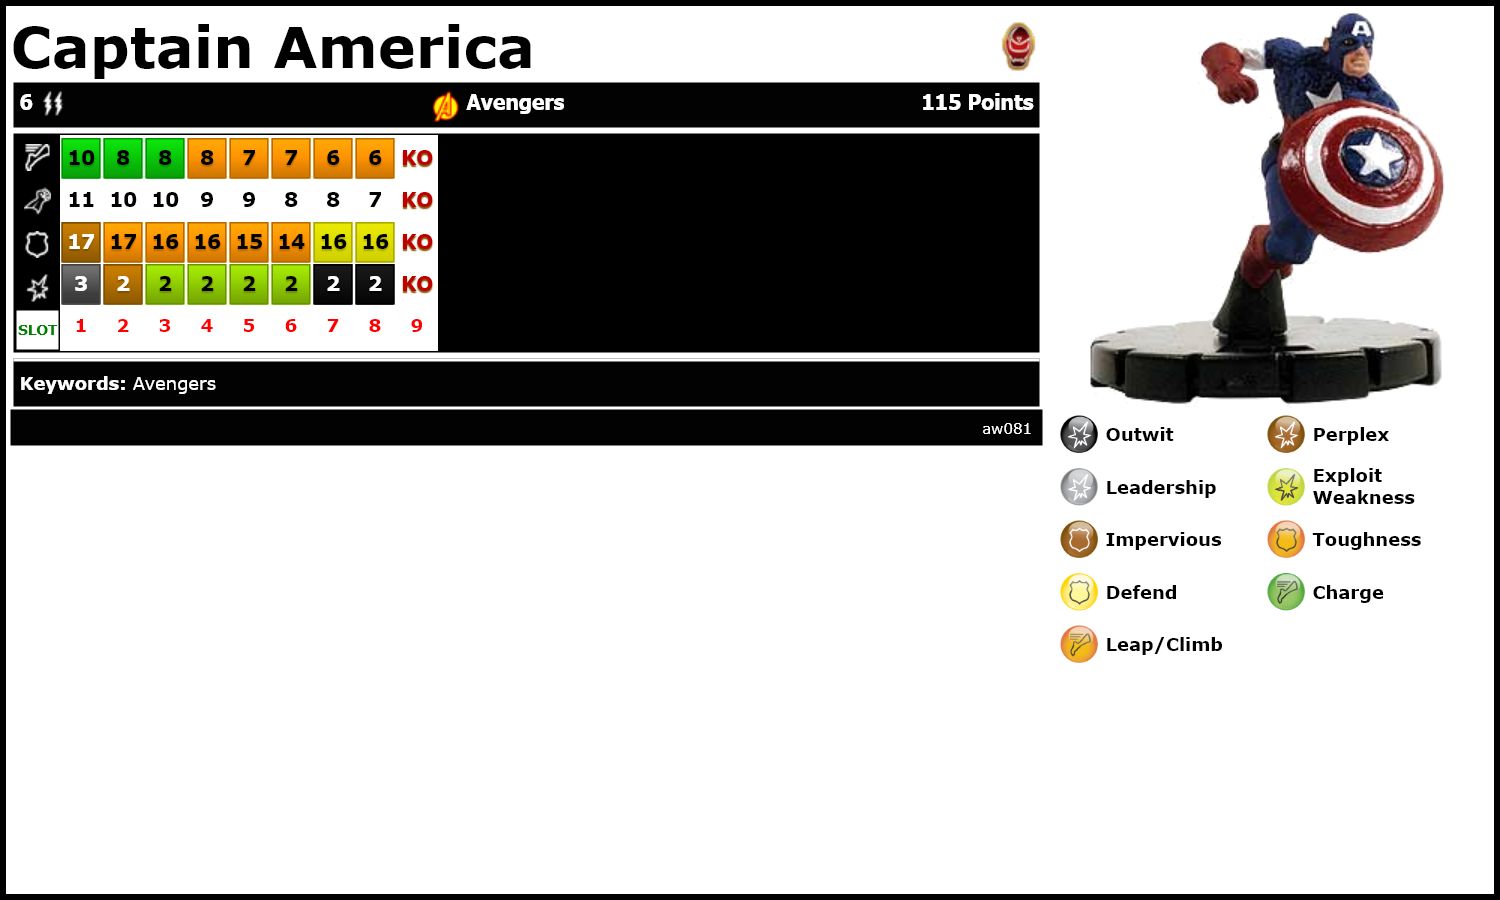 Captain America
6 Avengers 115 Points
10 8 8 8 7 7 6 6 KO
11 10 10 9 9 8 8 7 KO
17 17 16 16 15 14 16 16 KO
3 2 2 2 2 2 2 2 KO
SLOT 1 2 3 4 5 6 7 8 9
Keywords: Avengers
aw081
A
Outwit
Perplex
Leadership
Exploit
Weakness
Impervious
Toughness
Defend
Charge
Leap/Climb